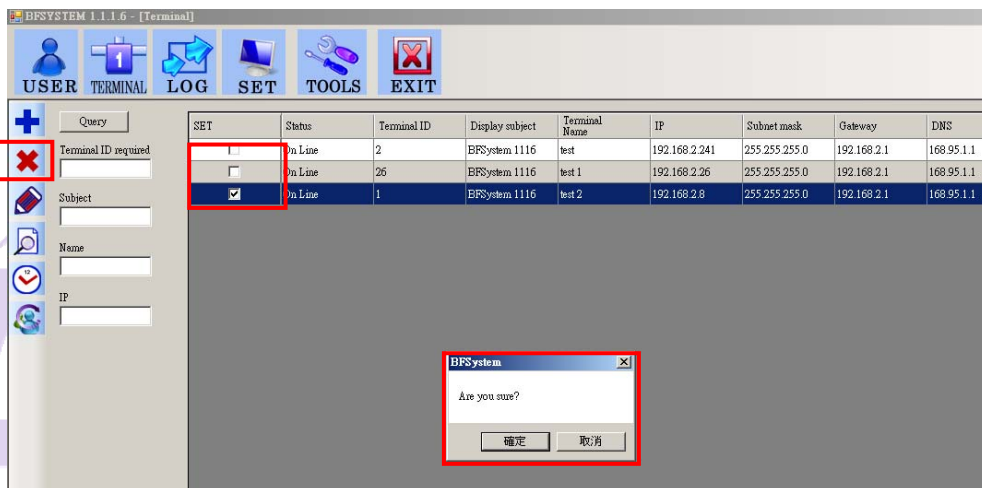 BFSYSTEM 1.1.1.6 - [Terminal]
1
USER TERMINAL LOG SET TOOLS EXIT
Query
SET Status Terminal ID Display subject Terminal Name IP Subnet mask Gateway DNS
On Line 2 BFSystem 1116 test 192.168.2.241 255.255.255.0 192.168.2.1 168.95.1.1
On Line 26 BFSystem 1116 test 1 192.168.2.26 255.255.255.0 192.168.2.1 168.95.1.1
On Line 1 BFSystem 1116 test 2 192.168.2.8 255.255.255.0 192.168.2.1 168.95.1.1
Terminal ID required
Subject
Name
12
IP
BFSystem
Are you sure?
確定 取消